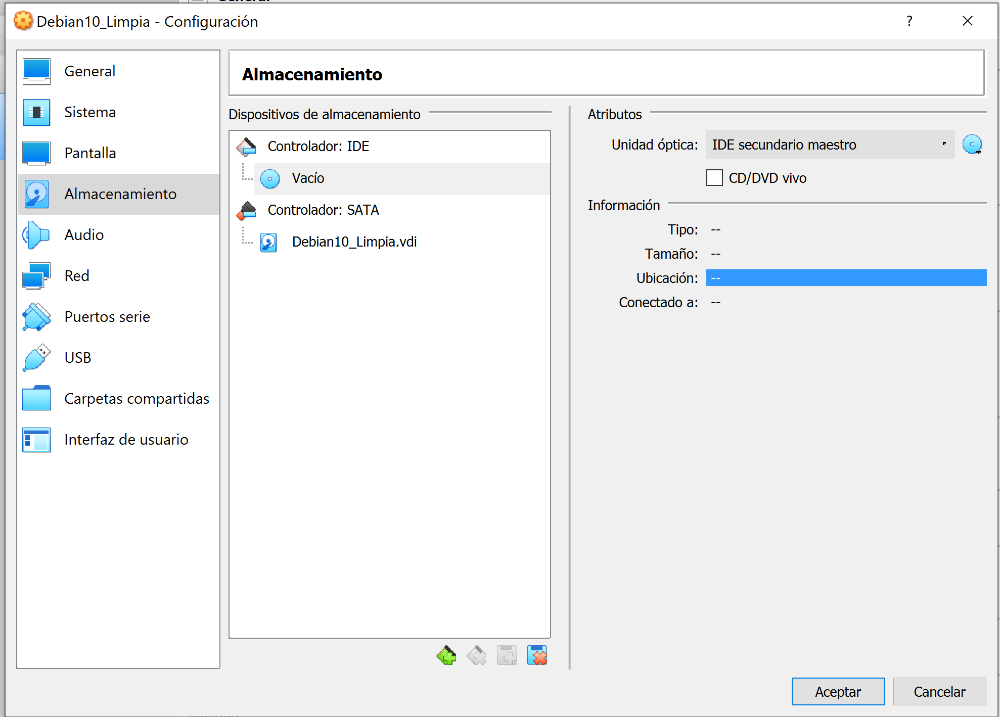 Debian10_Limpia - Configuración
?
General
Sistema
Pantalla
Almacenamiento
Audio
Red
Puertos serie
USB
Carpetas compartidas
Interfaz de usuario
Almacenamiento
Dispositivos de almacenamiento
Controlador: IDE
Vacío
Controlador: SATA
Debian10_Limpia.vdi
Atributos
Unidad óptica: IDE secundario maestro
CD/DVD vivo
Información
Tipo: --
Tamaño: --
Ubicación: --
Conectado a: --
Aceptar
Cancelar